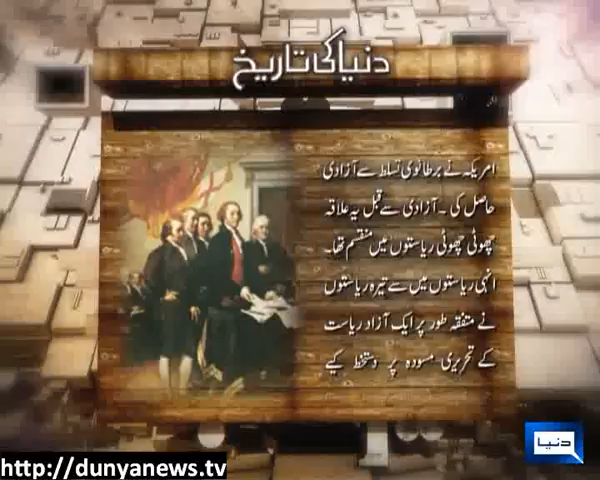 دنیا کی تاریخ
امریکہ نے برطانوی تسلط سے آزادی
حاصل کی ۔ آزادی سے قبل یہ علاقہ
چھوٹی چھوٹی ریاستوں میں منقسم تھا ۔
انہی ریاستوں میں سے تیرہ ریاستوں
نے متفقہ طور پر ایک آزاد ریاست
کے تحریری مسودہ پر دستخط کیے
دنیا
http://dunyanews.tv